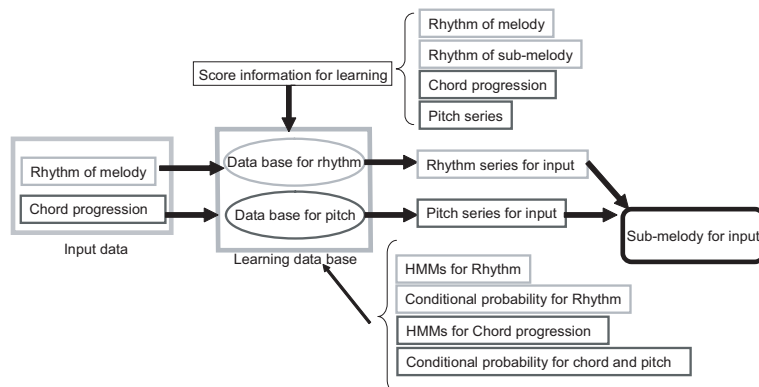 Rhythm of melody
Rhythm of sub-melody
Score information for learning
Chord progression
Pitch series
Data base for rhythm
Rhythm of melody
Rhythm series for input
Chord progression
Data base for pitch
Pitch series for input
Sub-melody for input
Input data
Learning data base
HMMs for Rhythm
Conditional probability for Rhythm
HMMs for Chord progression
Conditional probability for chord and pitch